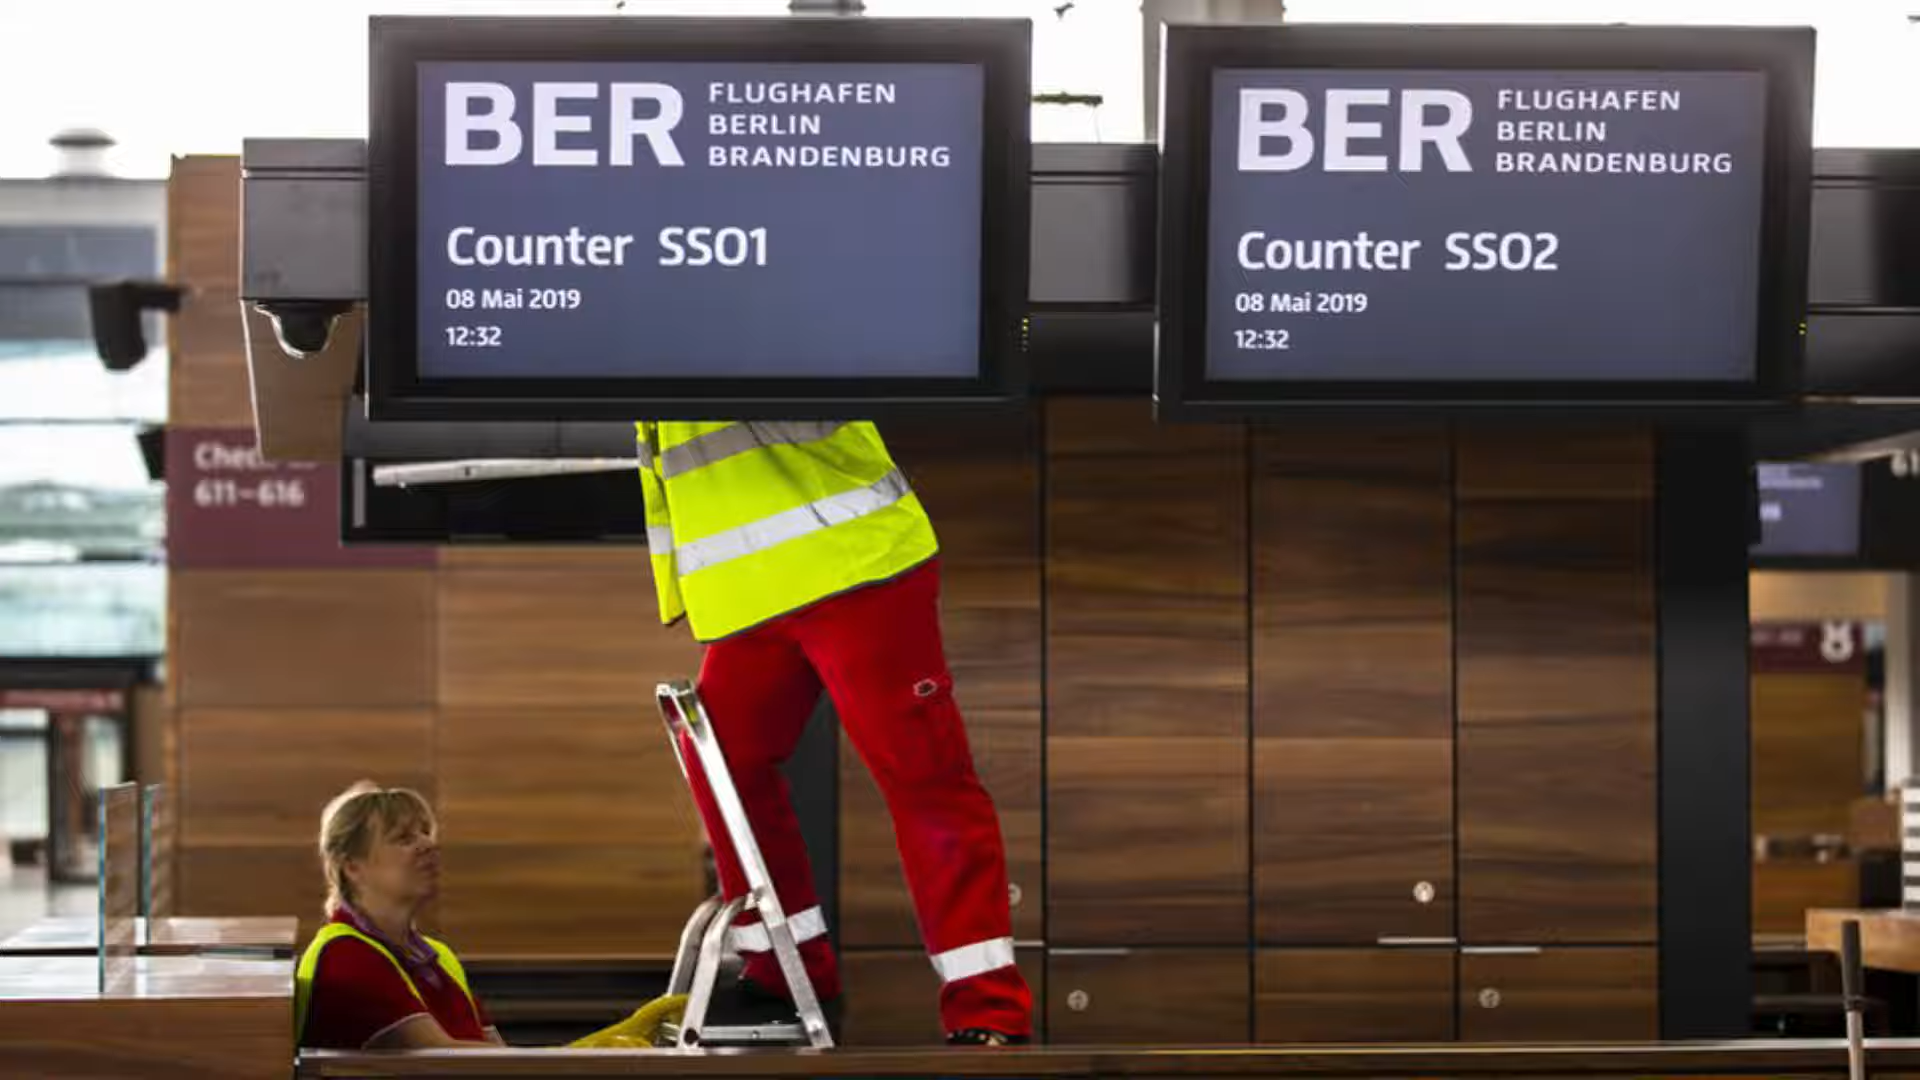 BER FLUGHAFEN
BERLIN
BRANDENBURG
Counter SS01
08 Mai 2019
12:32
BER FLUGHAFEN
BERLIN
BRANDENBURG
Counter SS02
08 Mai 2019
12:32
611-616
61